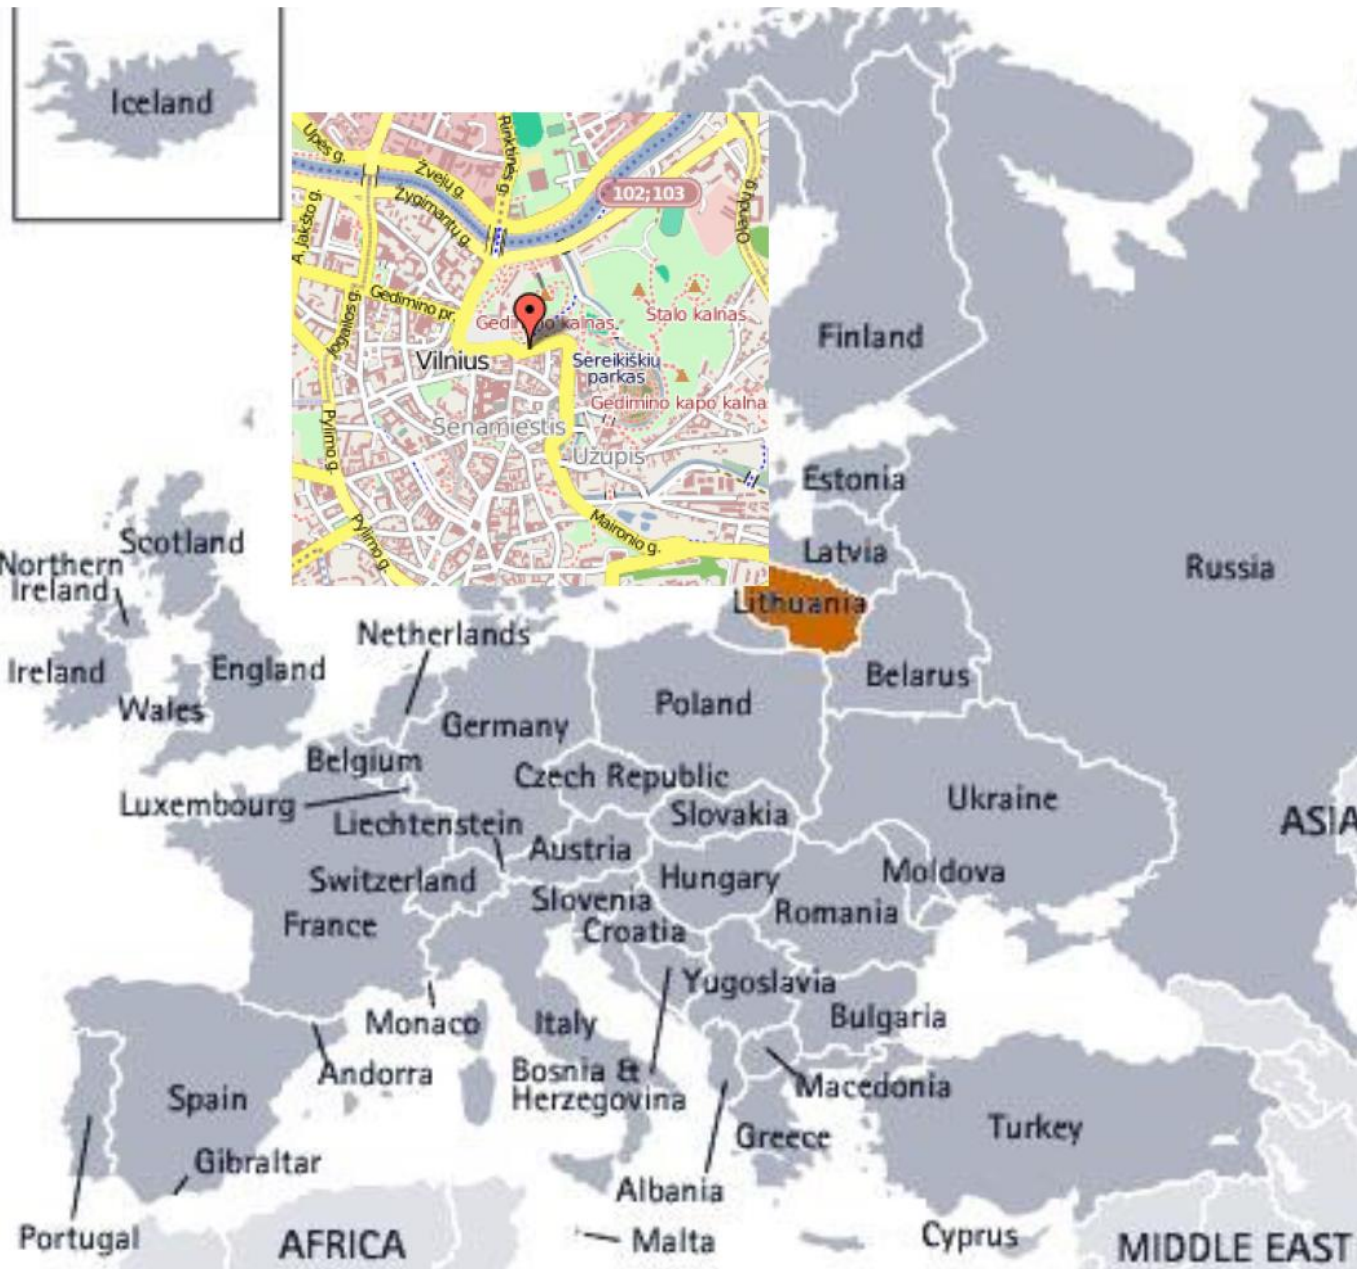 Iceland
Upės g.
Žvejų g.
Žygimantų g.
Rinktinės g.
102;103
Olandų g.
A. Jakšto g.
Gedimino pr.
Jogailos g.
Stalo kalnas
Vilnius
Sereikiškių
parkas
Gedimino kapo kalna
Senamiestis
Užupis
Pylimo g.
Pylimo g.
Maironio g.
Finland
Estonia
Latvia
Lithuania
Russia
Scotland
Northern
Ireland
Ireland
England
Wales
Netherlands
Belarus
Poland
Germany
Belgium
Czech Republic
Luxembourg
Slovakia
Ukraine
ASIA
Liechtenstein
Austria
Switzerland
Hungary
Moldova
Slovenia
Romania
France
Croatia
Yugoslavia
Bulgaria
Monaco
Italy
Andorra
Bosnia &
Herzegovina
Macedonia
Spain
Greece
Turkey
Gibraltar
Albania
Portugal
AFRICA
Malta
Cyprus
MIDDLE EAST